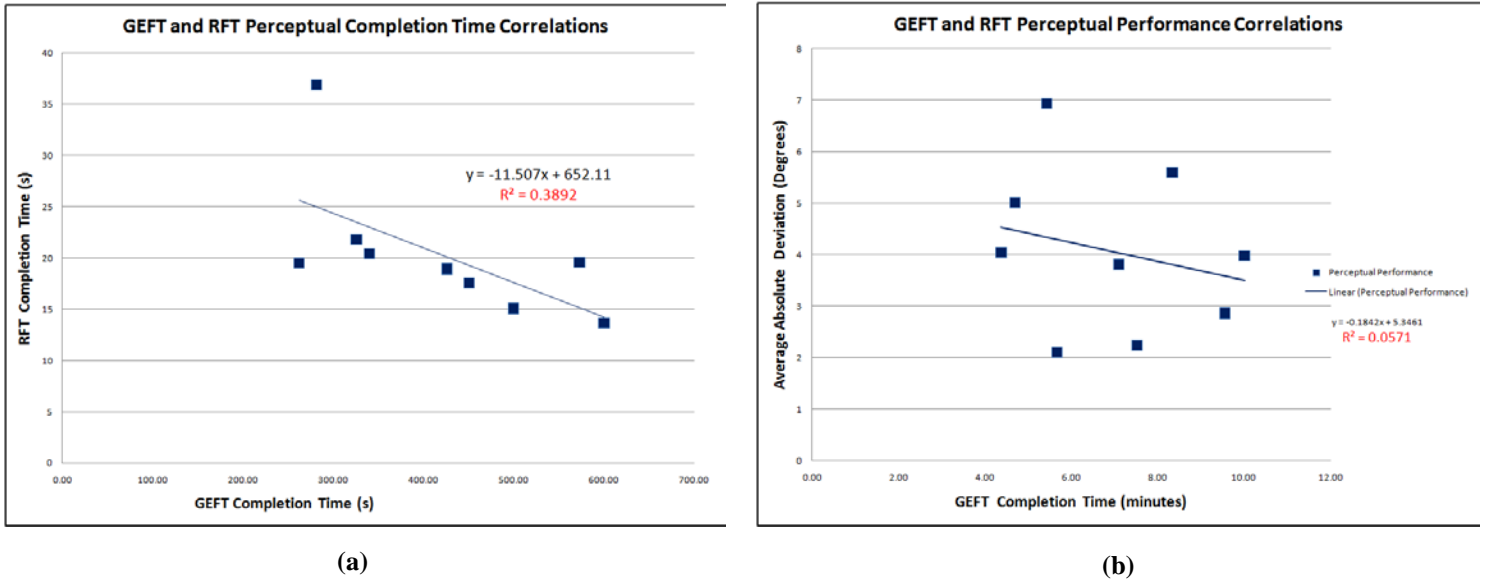 GEFT and RFT Perceptual Completion Time Correlations
40
35
30
25
20
15
10
5
0
RFT Completion Time (s)
y = -11.507x + 652.11
R² = 0.3892
0.00 100.00 200.00 300.00 400.00 500.00 600.00 700.00
GEFT Completion Time (s)
(a)
GEFT and RFT Perceptual Performance Correlations
8
7
6
5
4
3
2
1
0
Average Absolute Deviation (Degrees)
Perceptual Performance
Linear (Perceptual Performance)
y = -0.1842x + 5.3461
R² = 0.0571
0.00 2.00 4.00 6.00 8.00 10.00 12.00
GEFT Completion Time (minutes)
(b)